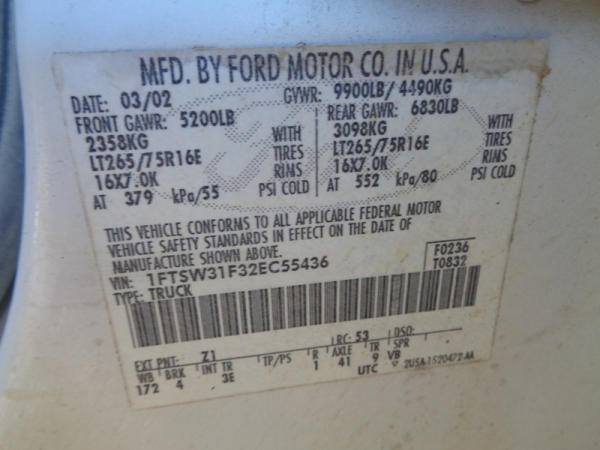 MFD. BY FORD MOTOR CO. IN U.S.A.
DATE: 03/02 GVWR: 9900LB/ 4490KG
FRONT GAWR: 5200LB REAR GAWR: 6830LB
2358KG WITH 3098KG WITH
LT265/75R16E TIRES LT265/75R16E TIRES
16X7.0K RIMS 16X7.0K RIMS
AT 379 kPa/55 PSI COLD AT 552 kPa/80 PSI COLD
THIS VEHICLE CONFORMS TO ALL APPLICABLE FEDERAL MOTOR
VEHICLE SAFETY STANDARDS IN EFFECT ON THE DATE OF
MANUFACTURE SHOWN ABOVE.
VIN: 1FTSW31F32EC55436 F0236
TYPE: TRUCK T0832
EXT PNT: Z1 RC: 53 DSO:
WB BRK INT TR TP/PS R AXLE TR SPR
172 4 3E 1 41 9 VB
UTC 2U5A-1520472-AA